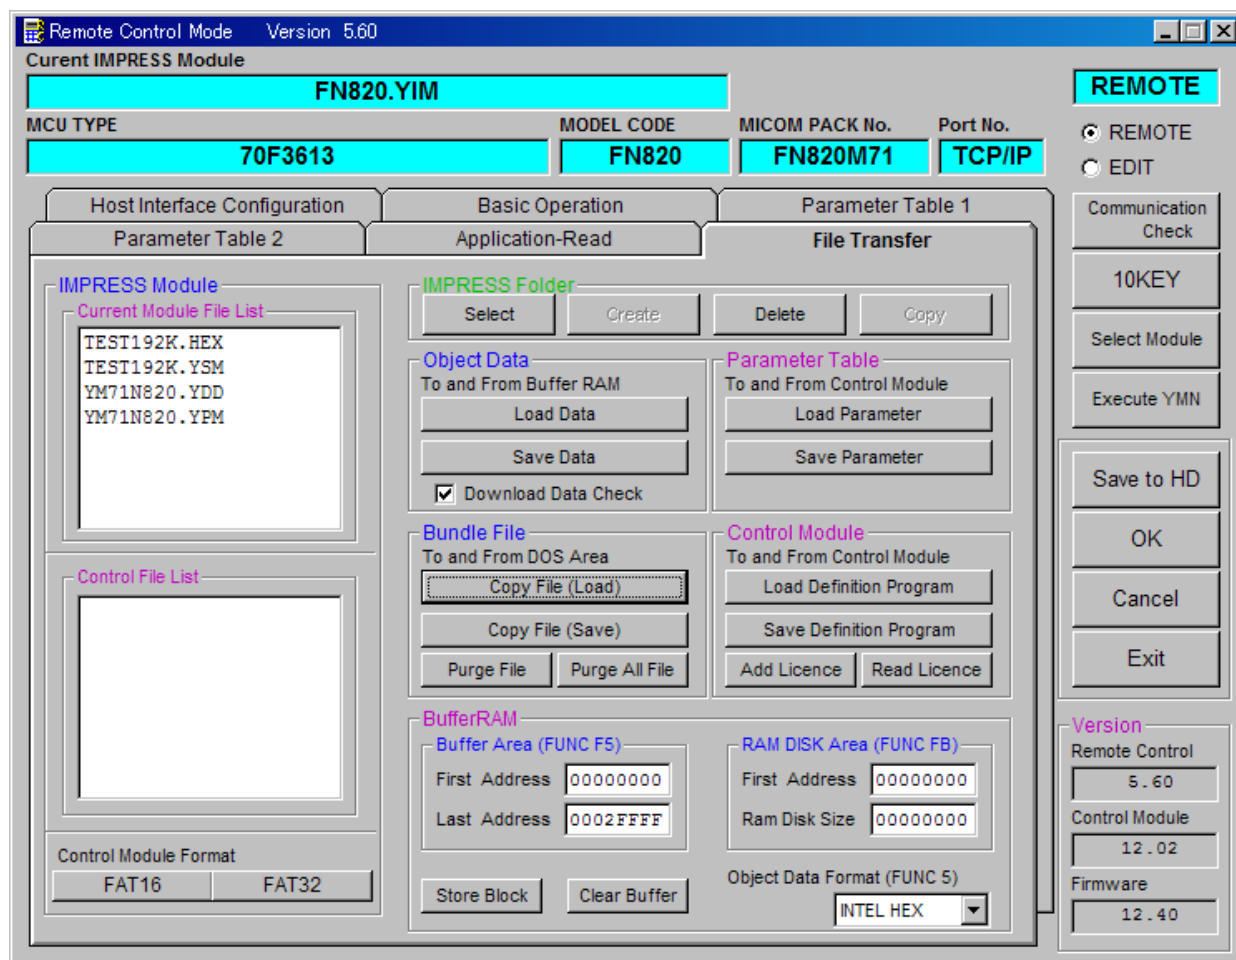 Remote Control Mode Version 5.60
Curent IMPRESS Module
FN820.YIM
MCU TYPE
MODEL CODE
MICOM PACK No.
Port No.
70F3613
FN820
FN820M71
TCP/IP
REMOTE
REMOTE
EDIT
Host Interface Configuration
Basic Operation
Parameter Table 1
Parameter Table 2
Application-Read
File Transfer
IMPRESS Module
Current Module File List
TEST192K.HEX
TEST192K.YSM
YM71N820.YDD
YM71N820.YPM
Control File List
Control Module Format
FAT16
FAT32
IMPRESS Folder
Select
Create
Delete
Copy
Object Data
To and From Buffer RAM
Load Data
Save Data
Download Data Check
Parameter Table
To and From Control Module
Load Parameter
Save Parameter
Bundle File
To and From DOS Area
Copy File (Load)
Copy File (Save)
Purge File
Purge All File
Control Module
To and From Control Module
Load Definition Program
Save Definition Program
Add Licence
Read Licence
BufferRAM
Buffer Area (FUNC F5)
First Address 00000000
Last Address 0002FFFF
RAM DISK Area (FUNC FB)
First Address 00000000
Ram Disk Size 00000000
Store Block
Clear Buffer
Object Data Format (FUNC 5)
INTEL HEX
Communication
Check
10KEY
Select Module
Execute YMN
Save to HD
OK
Cancel
Exit
Version
Remote Control
5.60
Control Module
12.02
Firmware
12.40